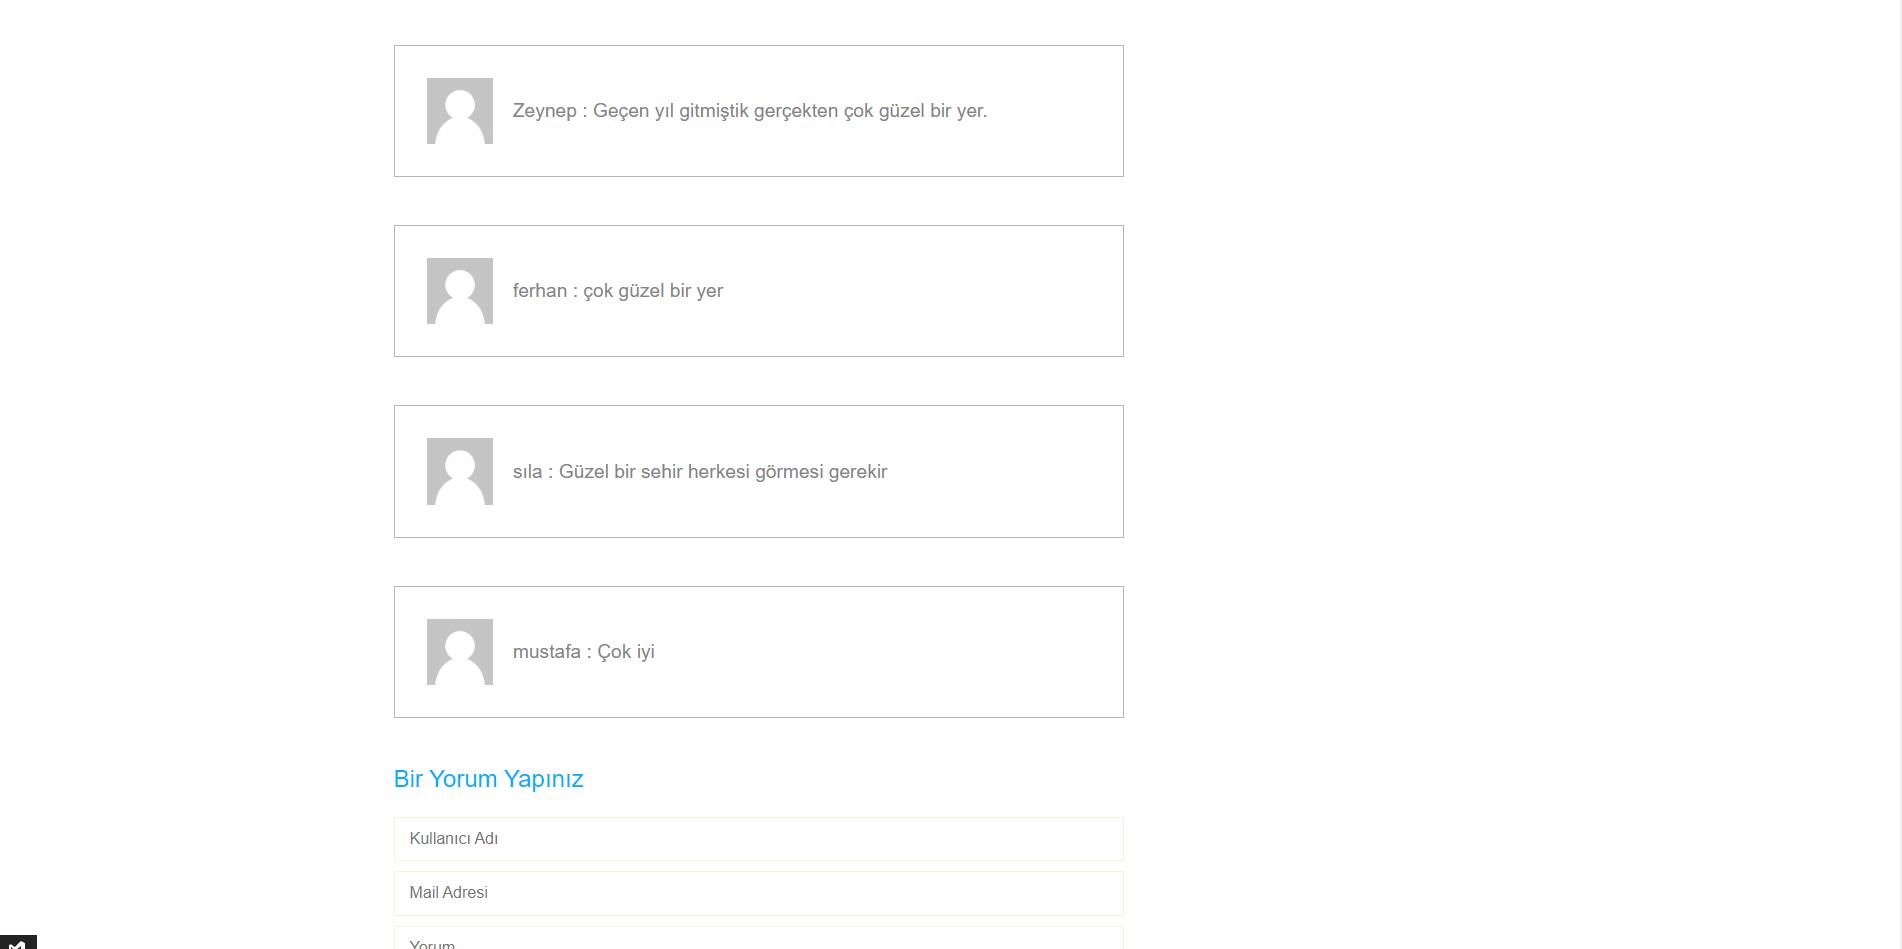 Zeynep : Geçen yıl gitmiştik gerçekten çok güzel bir yer.
ferhan : çok güzel bir yer
sıla : Güzel bir sehir herkesi görmesi gerekir
mustafa : Çok iyi
Bir Yorum Yapınız
Kullanıcı Adı
Mail Adresi
Yorum